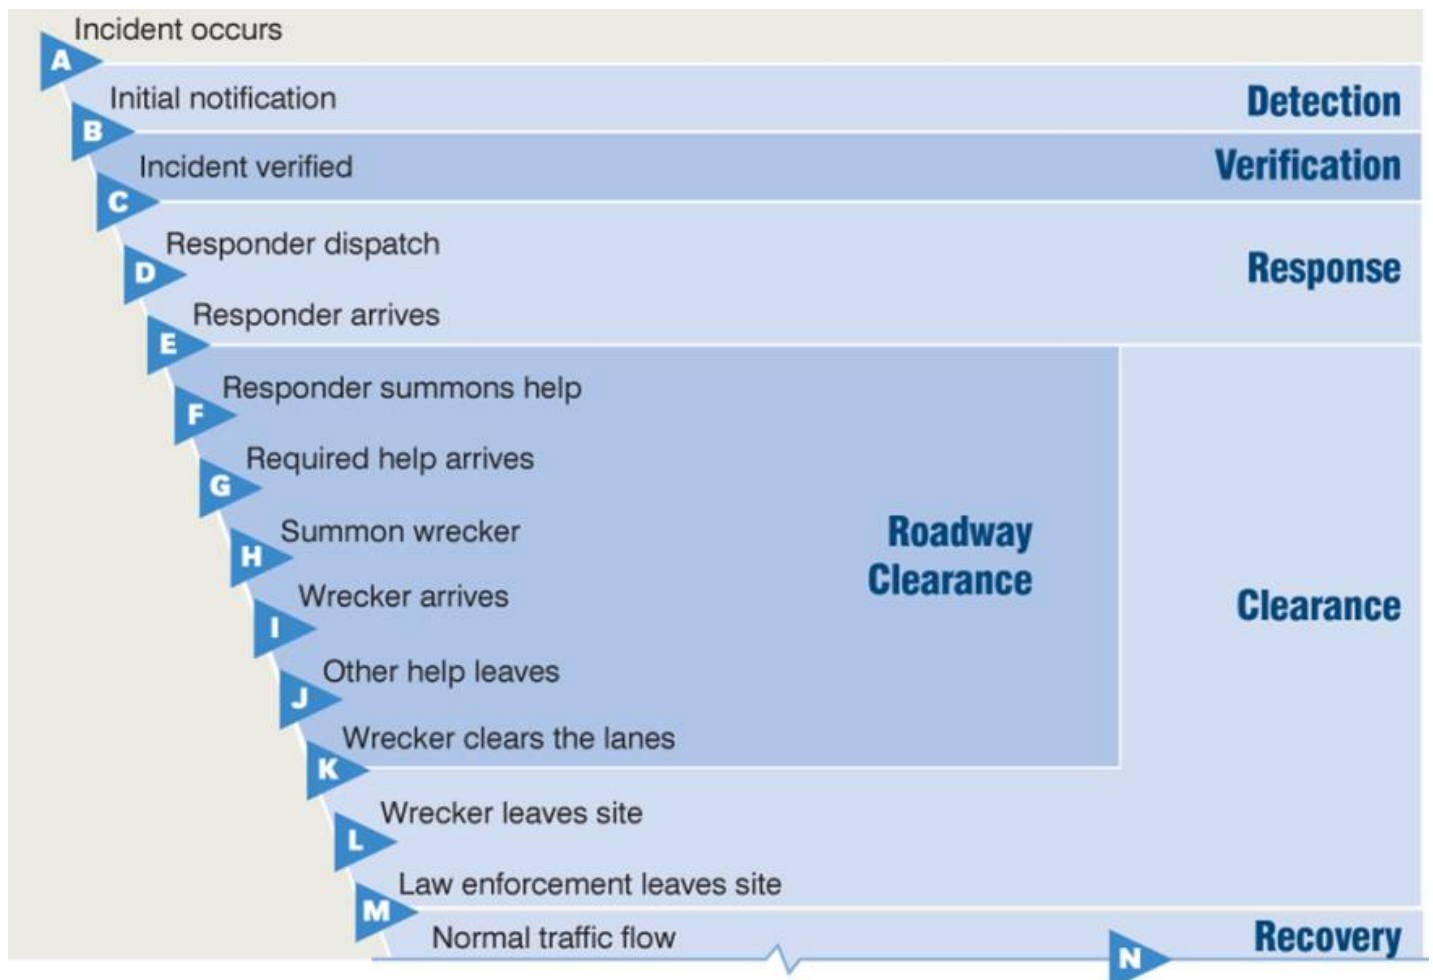 Incident occurs
A
Initial notification
Detection
B
Incident verified
Verification
C
Responder dispatch
D
Response
Responder arrives
E
Responder summons help
F
Required help arrives
G
Summon wrecker
H
Roadway
Clearance
Wrecker arrives
I
Clearance
Other help leaves
J
Wrecker clears the lanes
K
Wrecker leaves site
L
Law enforcement leaves site
M
Normal traffic flow
N
Recovery